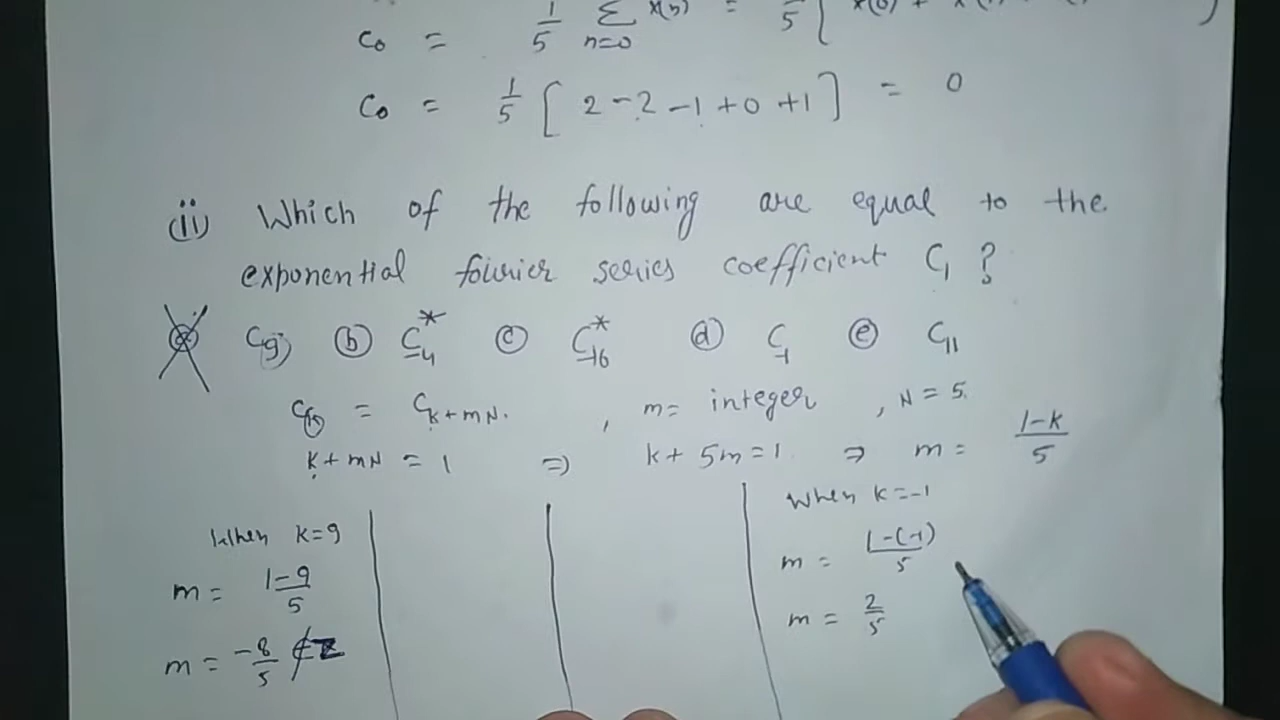 C₀ = 1/5 Σ n=0 x(n) = 1/5 [ x(0) +
C₀ = 1/5 [ 2 -2 -1 +0 +1 ] = 0
(ii) Which of the following are equal to the
exponential fourier series coefficient C₁ ?
ⓐ C₉ ⓑ C₋₄* ⓒ C₋₁₆* ⓓ C₋₁ ⓔ C₁₁
Cₖ = C_{k+mN}. , m = integer , N = 5.
k+mN = 1 ⇒ k + 5m = 1 ⇒ m = 1-k/5
When k=9
m = 1-9/5
m = -8/5 ∉ Z
When k=-1
m = 1-(-1)/5
m = 2/5